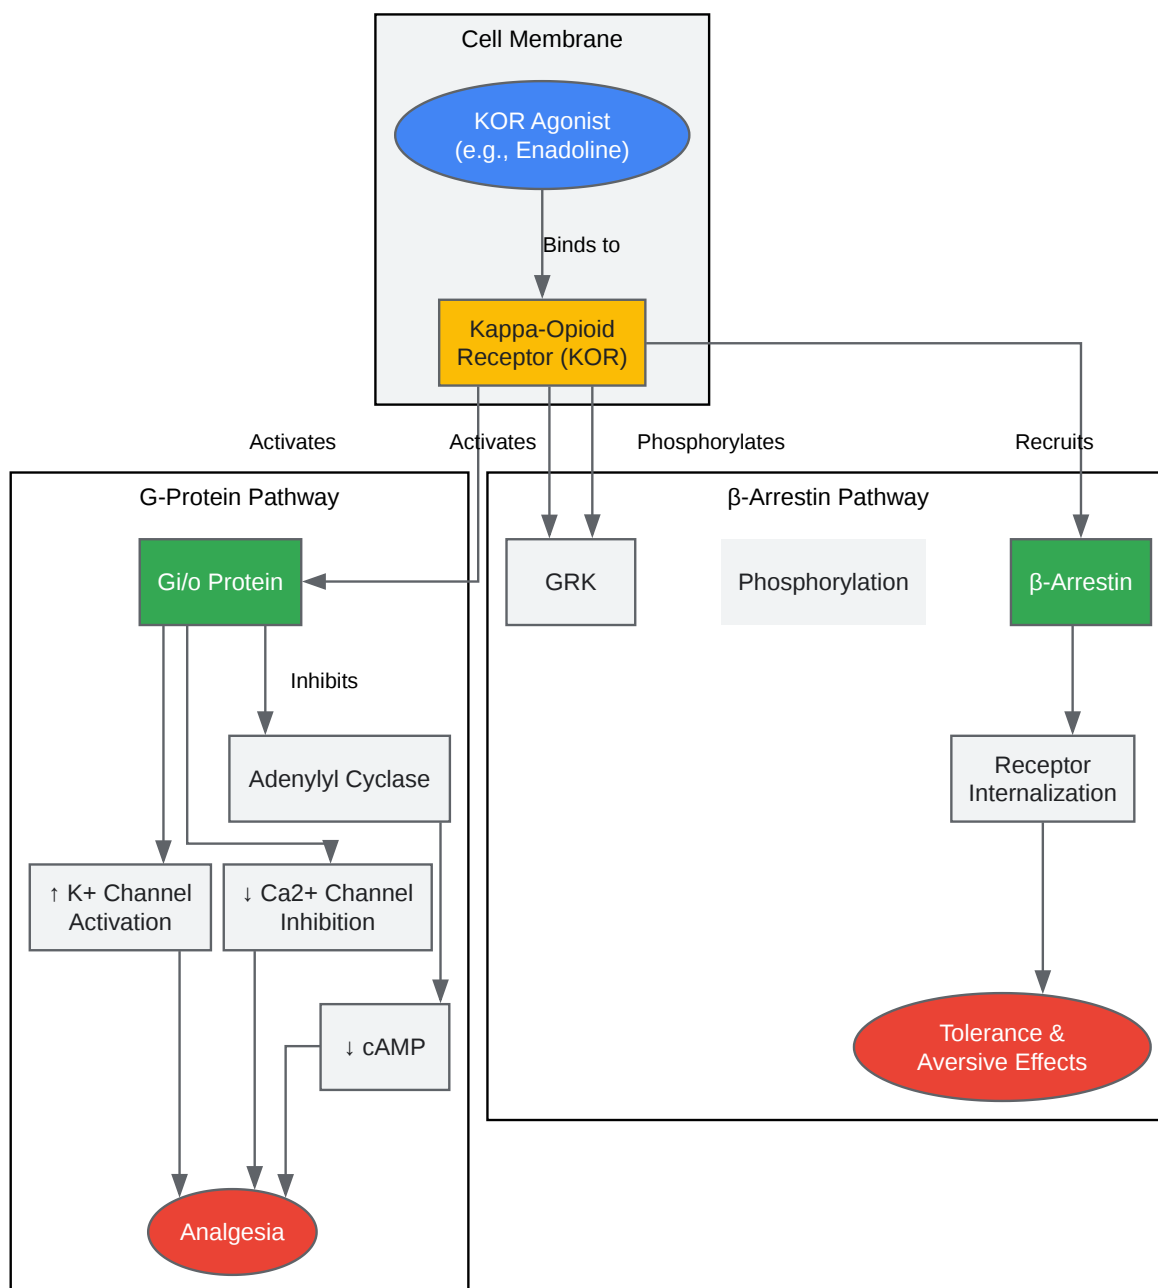 Cell Membrane
KOR Agonist
(e.g., Enadoline)
Binds to
Kappa-Opioid
Receptor (KOR)
Activates
Activates
Phosphorylates
Recruits
G-Protein Pathway
β-Arrestin Pathway
Gi/o Protein
GRK
Phosphorylation
β-Arrestin
Inhibits
Adenylyl Cyclase
Receptor
Internalization
↑ K+ Channel
Activation
↓ Ca2+ Channel
Inhibition
↓ cAMP
Tolerance &
Aversive Effects
Analgesia